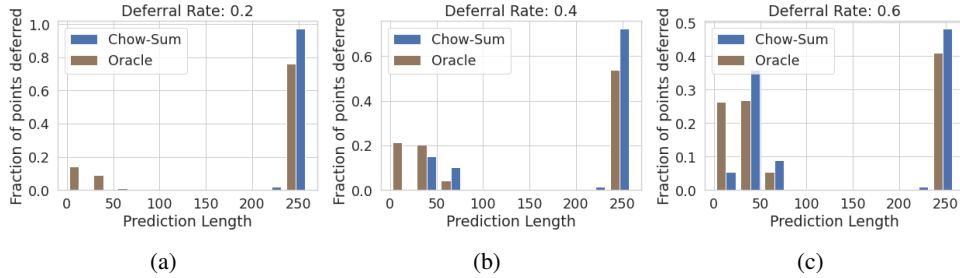 Deferral Rate: 0.2
Fraction of points deferred
1.0
0.8
0.6
0.4
0.2
0.0
Chow-Sum
Oracle
0 50 100 150 200 250
Prediction Length
(a)
Deferral Rate: 0.4
Fraction of points deferred
0.6
0.4
0.2
0.0
Chow-Sum
Oracle
0 50 100 150 200 250
Prediction Length
(b)
Deferral Rate: 0.6
Fraction of points deferred
0.5
0.4
0.3
0.2
0.1
0.0
Chow-Sum
Oracle
0 50 100 150 200 250
Prediction Length
(c)